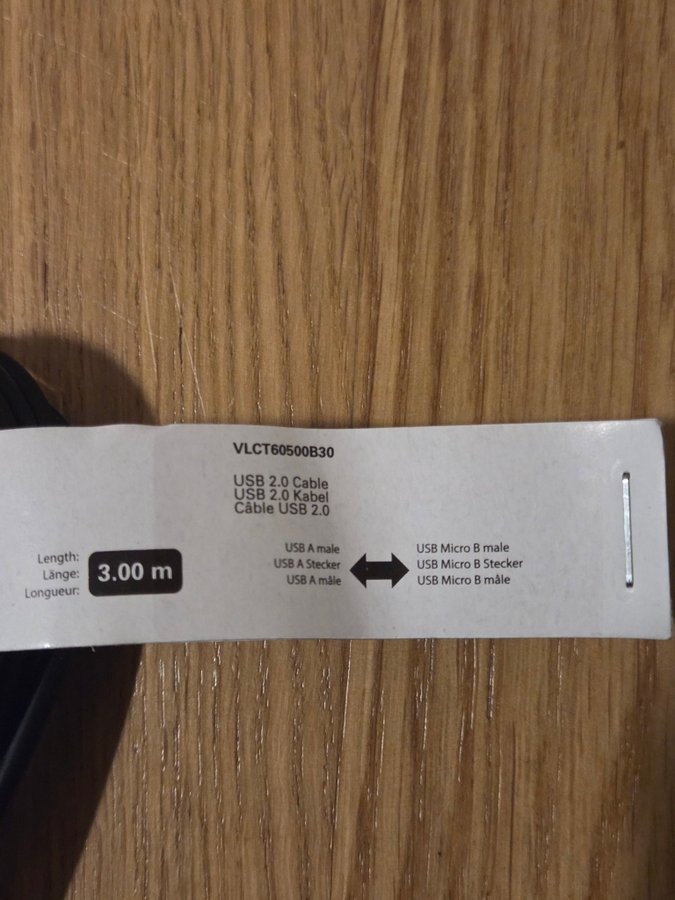 VLCT60500B30
USB 2.0 Cable
USB 2.0 Kabel
Câble USB 2.0
Length:
Länge:
Longueur:
3.00 m
USB A male
USB A Stecker
USB A mâle
USB Micro B male
USB Micro B Stecker
USB Micro B mâle